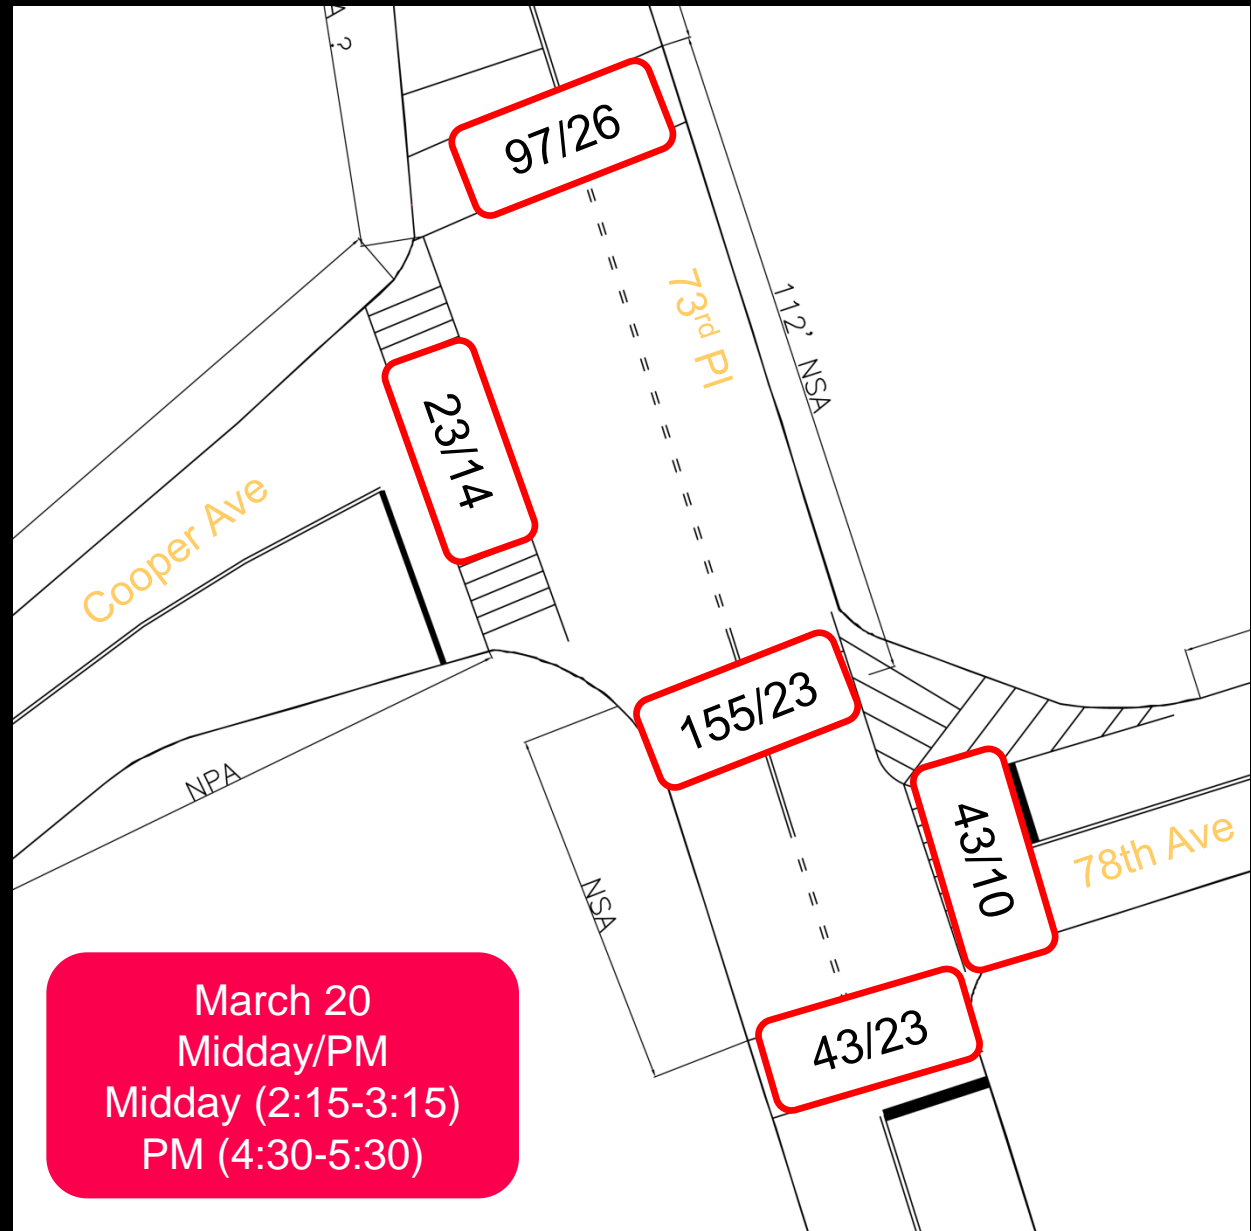 A ?
97/26
73rd Pl
112' NSA
23/14
Cooper Ave
155/23
NPA
43/10
78th Ave
NSA
43/23
March 20
Midday/PM
Midday (2:15-3:15)
PM (4:30-5:30)